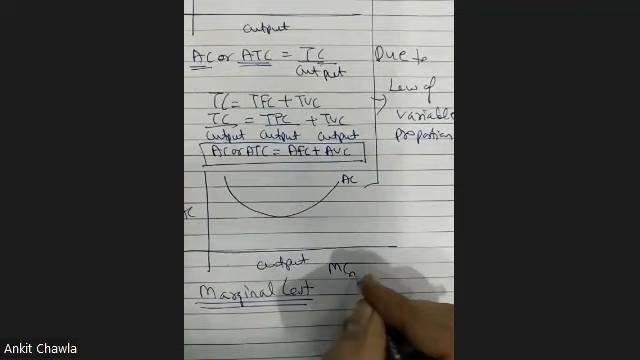 output
AC or ATC = TC
output
Due to
Law of
variable
proportion
TC = TFC + TVC
TC = TFC + TVC
output output output
AC or ATC = AFC + AVC
AC
output
MCn
Marginal Cost
Ankit Chawla